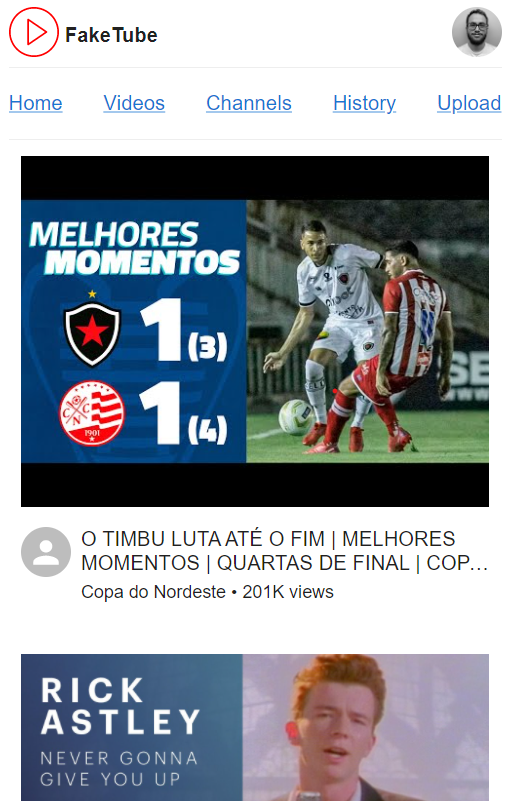 FakeTube
Home Videos Channels History Upload
MELHORES
MOMENTOS
1 (3)
CNC
1901
1 (4)
O TIMBU LUTA ATÉ O FIM | MELHORES
MOMENTOS | QUARTAS DE FINAL | COP…
Copa do Nordeste • 201K views
RICK
ASTLEY
NEVER GONNA
GIVE YOU UP